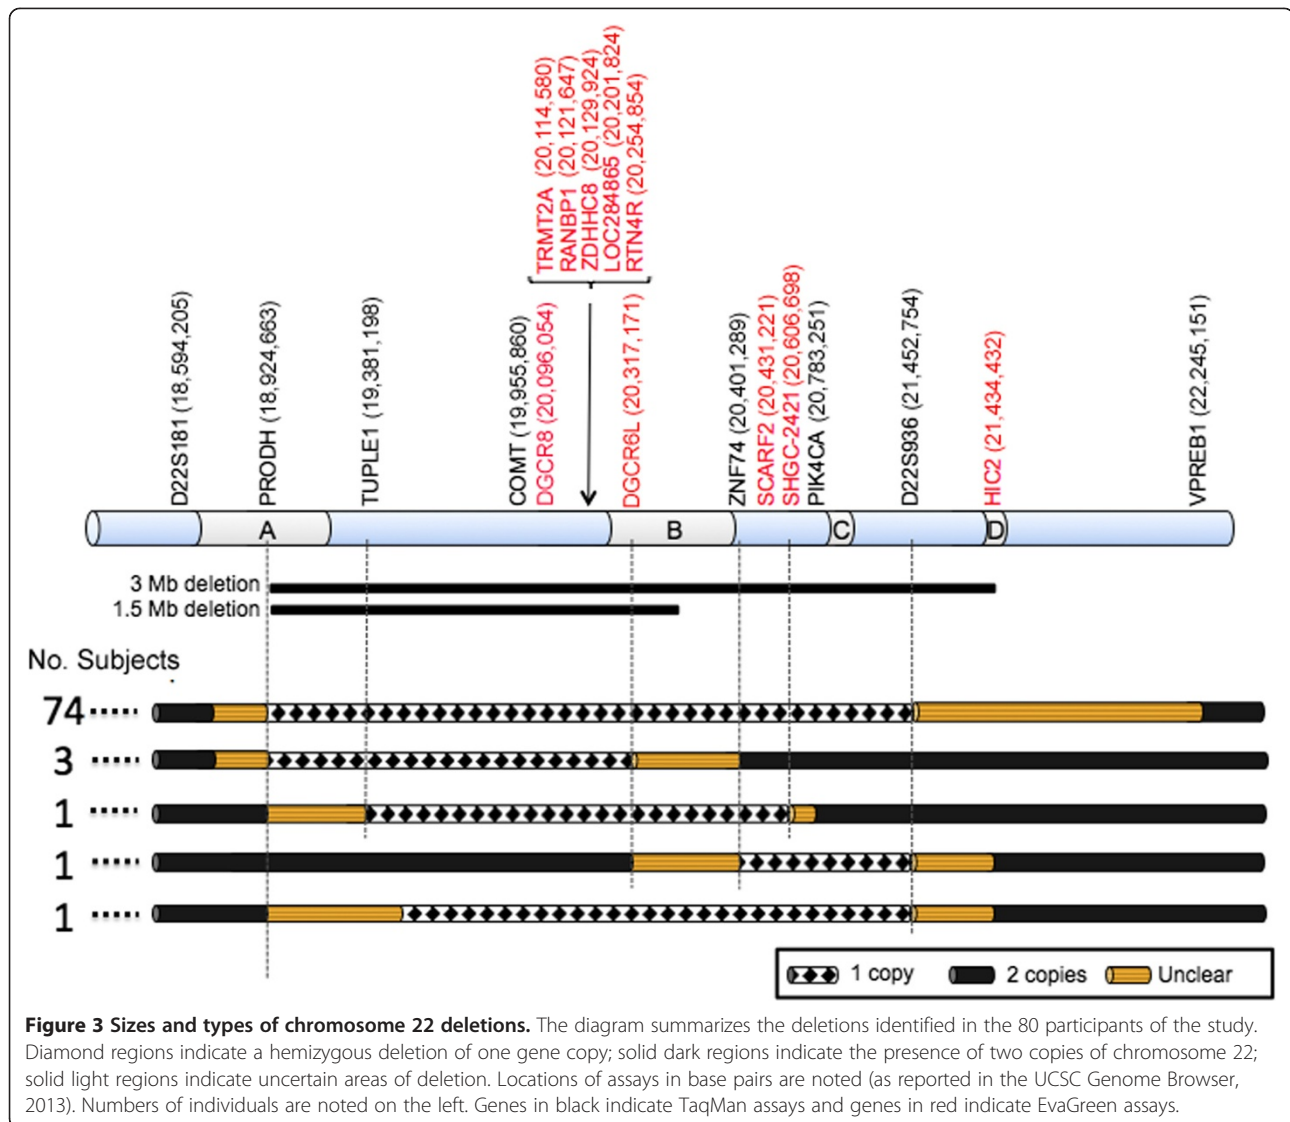 TRMT2A (20,114,580)
RANBP1 (20,121,647)
ZDHHC8 (20,129,924)
LOC284865 (20,201,824)
RTN4R (20,254,854)
D22S181 (18,594,205)
PRODH (18,924,663)
TUPLE1 (19,381,198)
COMT (19,955,860)
DGCR8 (20,096,054)
DGCR6L (20,317,171)
ZNF74 (20,401,289)
SCARF2 (20,431,221)
SHGC-2421 (20,606,698)
PIK4CA (20,783,251)
D22S936 (21,452,754)
HIC2 (21,434,432)
VPREB1 (22,245,151)
A B C D
3 Mb deletion
1.5 Mb deletion
No. Subjects
74
3
1
1
1
1 copy 2 copies Unclear
Figure 3 Sizes and types of chromosome 22 deletions. The diagram summarizes the deletions identified in the 80 participants of the study.
Diamond regions indicate a hemizygous deletion of one gene copy; solid dark regions indicate the presence of two copies of chromosome 22;
solid light regions indicate uncertain areas of deletion. Locations of assays in base pairs are noted (as reported in the UCSC Genome Browser,
2013). Numbers of individuals are noted on the left. Genes in black indicate TaqMan assays and genes in red indicate EvaGreen assays.